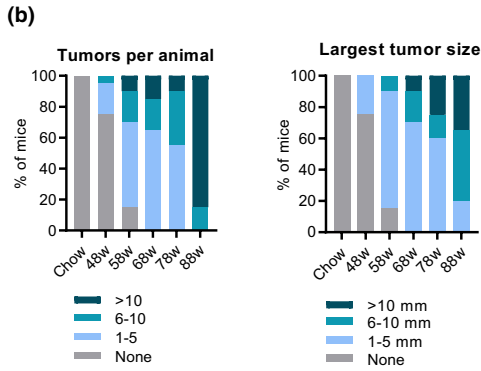 (b)
Tumors per animal
% of mice
100
80
60
40
20
0
Chow
48w
58w
68w
78w
88w
>10
6-10
1-5
None
Largest tumor size
% of mice
100
80
60
40
20
0
Chow
48w
58w
68w
78w
88w
>10 mm
6-10 mm
1-5 mm
None